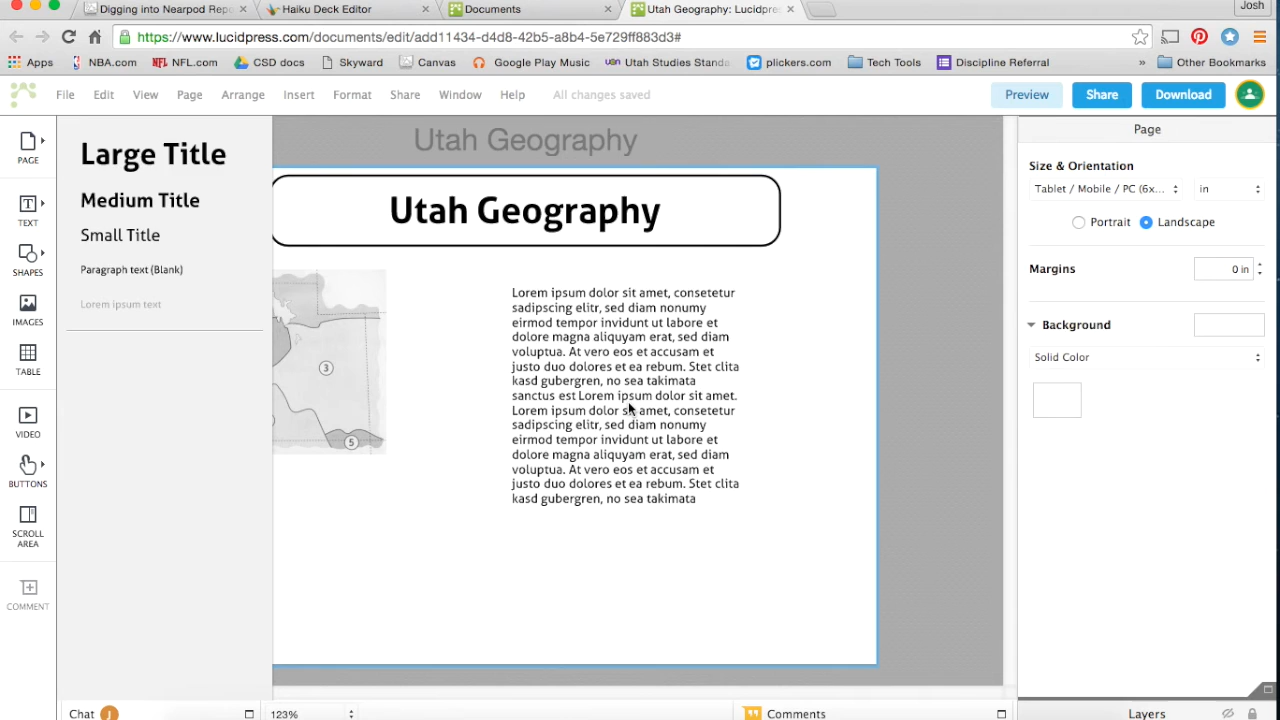 Digging into Nearpod Repo
Haiku Deck Editor
Documents
Utah Geography: Lucidpres
Josh
https://www.lucidpress.com/documents/edit/add11434-d4d8-42b5-a8b4-5e729ff883d3#
Apps
NBA.com
NFL.com
CSD docs
Skyward
Canvas
Google Play Music
Utah Studies Standa
plickers.com
Tech Tools
Discipline Referral
»
Other Bookmarks
File
Edit
View
Page
Arrange
Insert
Format
Share
Window
Help
All changes saved
Preview
Share
Download
PAGE
TEXT
SHAPES
IMAGES
TABLE
VIDEO
BUTTONS
SCROLL
AREA
COMMENT
Large Title
Medium Title
Small Title
Paragraph text (Blank)
Lorem ipsum text
Utah Geography
Utah Geography
3
5
Lorem ipsum dolor sit amet, consetetur
sadipscing elitr, sed diam nonumy
eirmod tempor invidunt ut labore et
dolore magna aliquyam erat, sed diam
voluptua. At vero eos et accusam et
justo duo dolores et ea rebum. Stet clita
kasd gubergren, no sea takimata
sanctus est Lorem ipsum dolor sit amet.
Lorem ipsum dolor sit amet, consetetur
sadipscing elitr, sed diam nonumy
eirmod tempor invidunt ut labore et
dolore magna aliquyam erat, sed diam
voluptua. At vero eos et accusam et
justo duo dolores et ea rebum. Stet clita
kasd gubergren, no sea takimata
Page
Size & Orientation
Tablet / Mobile / PC (6x...
in
Portrait
Landscape
Margins
0 in
Background
Solid Color
Chat
J
123%
Comments
Layers